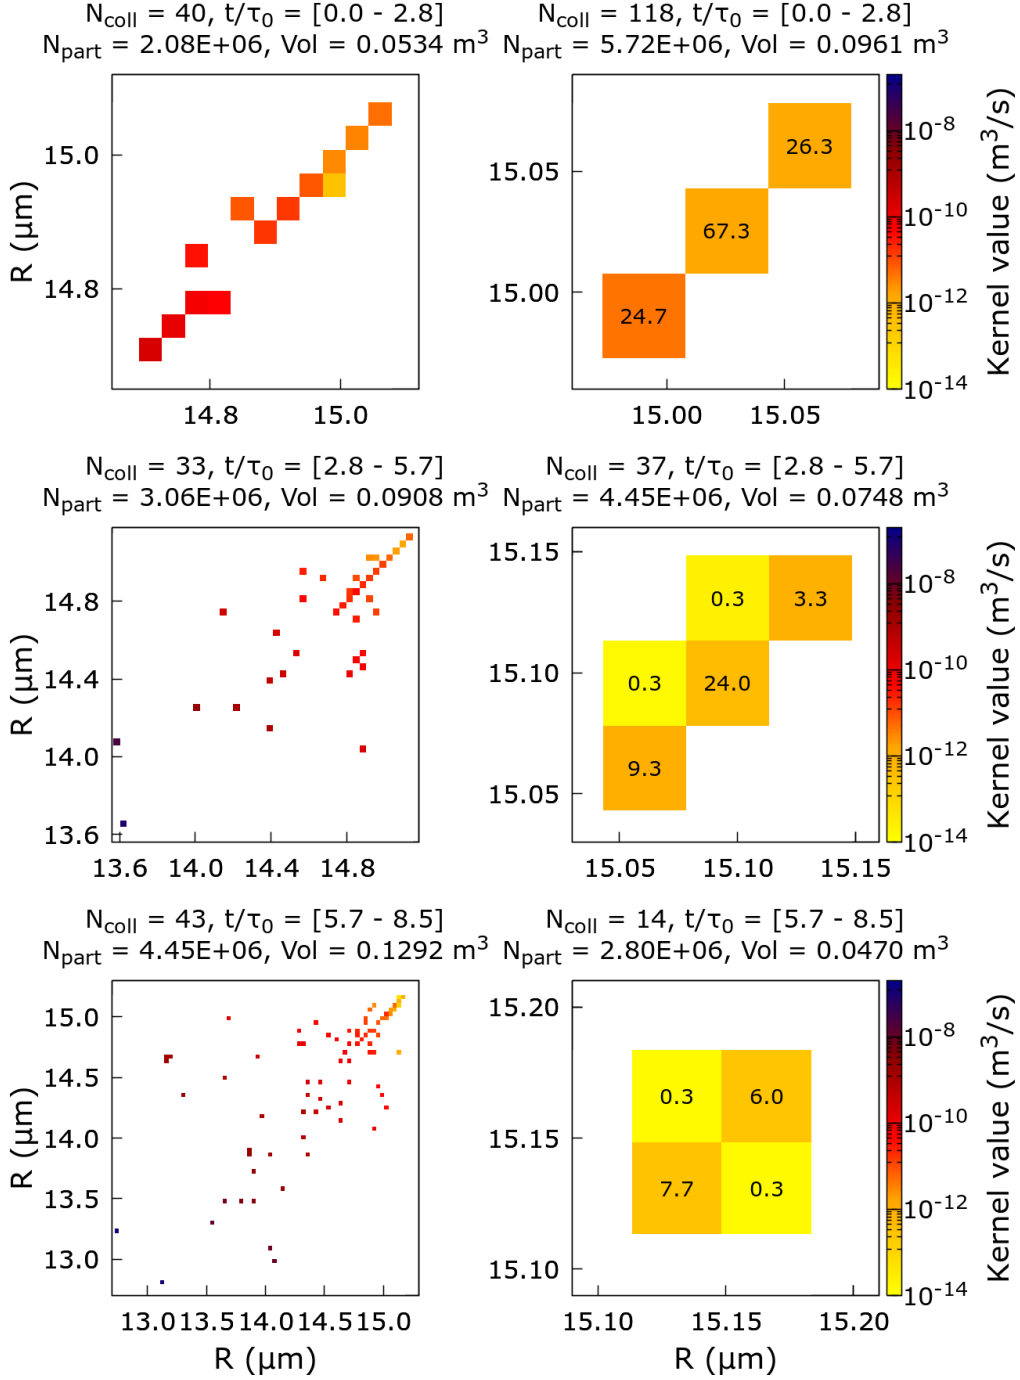 N_coll = 40, t/τ_0 = [0.0 - 2.8]
N_part = 2.08E+06, Vol = 0.0534 m^3
R (μm)
15.0
14.8
14.8 15.0
N_coll = 118, t/τ_0 = [0.0 - 2.8]
N_part = 5.72E+06, Vol = 0.0961 m^3
15.05
15.00
26.3
67.3
24.7
15.00 15.05
10^-8
10^-10
10^-12
10^-14
Kernel value (m^3/s)
N_coll = 33, t/τ_0 = [2.8 - 5.7]
N_part = 3.06E+06, Vol = 0.0908 m^3
R (μm)
14.8
14.4
14.0
13.6
13.6 14.0 14.4 14.8
N_coll = 37, t/τ_0 = [2.8 - 5.7]
N_part = 4.45E+06, Vol = 0.0748 m^3
15.15
15.10
15.05
0.3 3.3
0.3 24.0
9.3
15.05 15.10 15.15
10^-8
10^-10
10^-12
10^-14
Kernel value (m^3/s)
N_coll = 43, t/τ_0 = [5.7 - 8.5]
N_part = 4.45E+06, Vol = 0.1292 m^3
R (μm)
15.0
14.5
14.0
13.5
13.0
13.0 13.5 14.0 14.5 15.0
R (μm)
N_coll = 14, t/τ_0 = [5.7 - 8.5]
N_part = 2.80E+06, Vol = 0.0470 m^3
15.20
15.15
15.10
0.3 6.0
7.7 0.3
15.10 15.15 15.20
R (μm)
10^-8
10^-10
10^-12
10^-14
Kernel value (m^3/s)